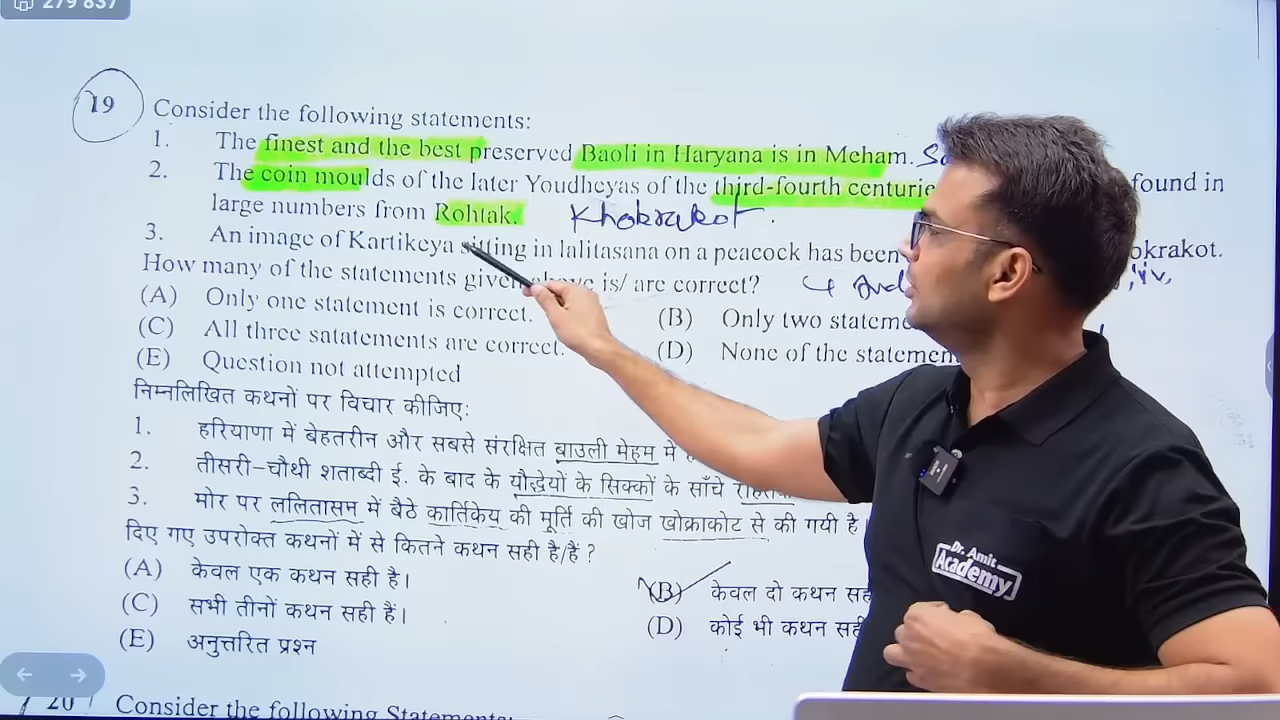 279 837
19 Consider the following statements:
1. The finest and the best preserved Baoli in Haryana is in Meham.
2. The coin moulds of the later Youdheyas of the third-fourth found in
large numbers from Rohtak. Khokrakot.
3. An image of Kartikeya sitting in lalitasana on a peacock has been okrakot.
How many of the statements given above is/ are correct?
(A) Only one statement is correct. (B) Only two
(C) All three satatements are correct. (D) None of the
(E) Question not attempted
निम्नलिखित कथनों पर विचार कीजिए:
1. हरियाणा में बेहतरीन और सबसे संरक्षित बाउली मेहम में
2. तीसरी-चौथी शताब्दी ई. के बाद के यौद्धेयों के सिक्कों के साँचे
3. मोर पर ललितासन में बैठे कार्तिकेय की मूर्ति की खोज खोक्राकोट से की गयी है।
दिए गए उपरोक्त कथनों में से कितने कथन सही है/हैं ?
(A) केवल एक कथन सही है। (B) केवल दो कथन
(C) सभी तीनों कथन सही हैं। (D) कोई भी कथन
(E) अनुत्तरित प्रश्न
20 Consider the following Statements:
Dr. Amit
Academy